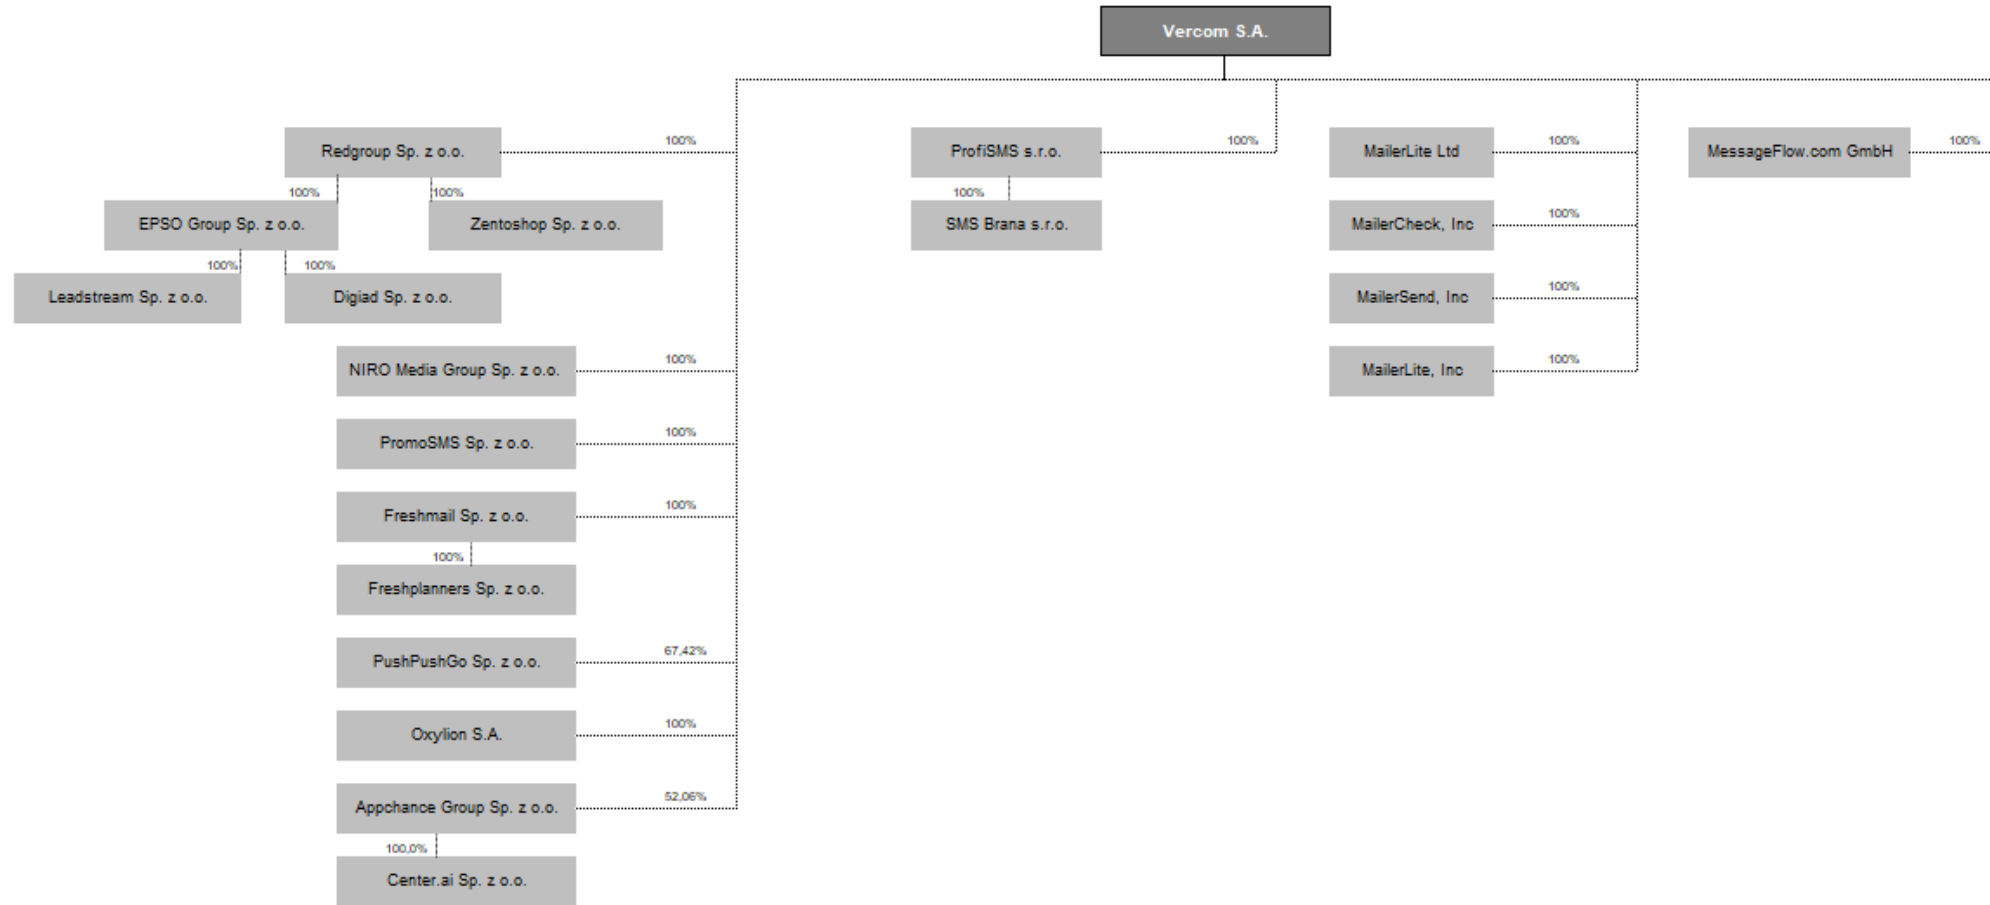 Vercom S.A.
Redgroup Sp. z o.o.
100%
ProfiSMS s.r.o.
100%
MailerLite Ltd
100%
MessageFlow.com GmbH
100%
100%
100%
100%
EPSO Group Sp. z o.o.
Zentoshop Sp. z o.o.
SMS Brana s.r.o.
MailerCheck, Inc
100%
100%
100%
Leadstream Sp. z o.o.
Digiad Sp. z o.o.
MailerSend, Inc
100%
NIRO Media Group Sp. z o.o.
100%
MailerLite, Inc
100%
PromoSMS Sp. z o.o.
100%
Freshmail Sp. z o.o.
100%
100%
Freshplanners Sp. z o.o.
PushPushGo Sp. z o.o.
67,42%
Oxylion S.A.
100%
Appchance Group Sp. z o.o.
52,06%
100,0%
Center.ai Sp. z o.o.